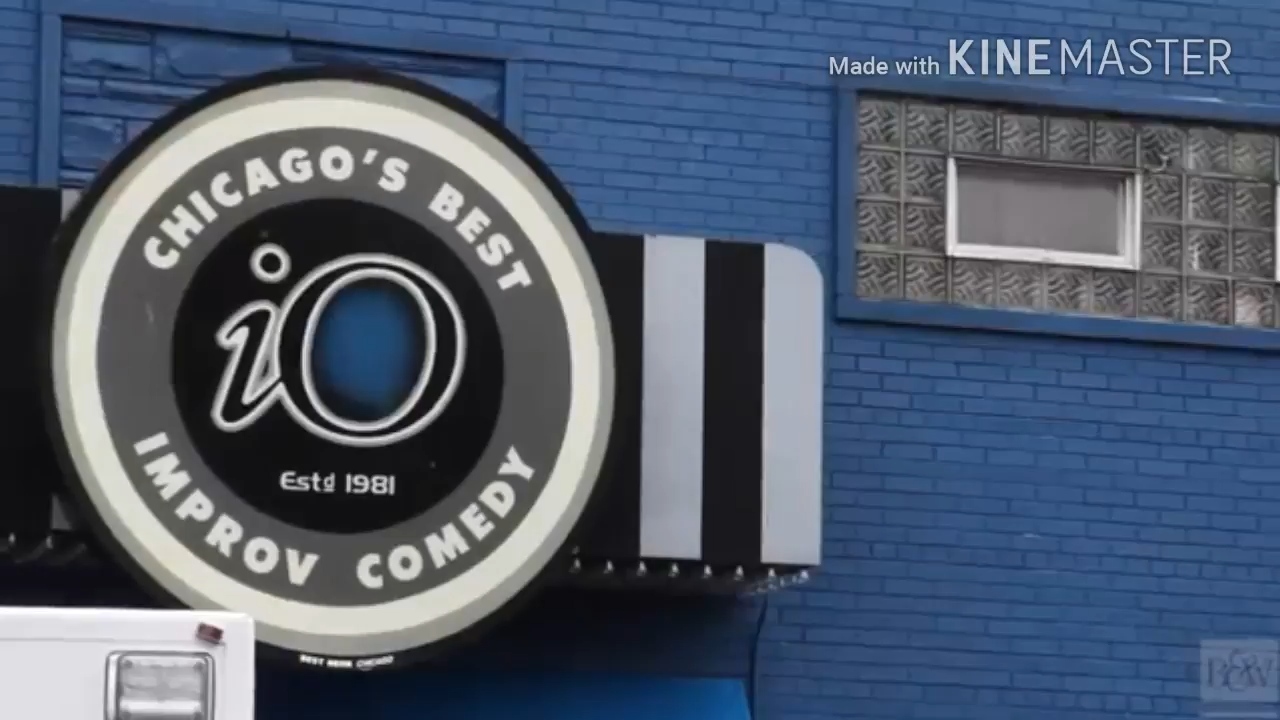 Made with KINEMASTER
CHICAGO'S BEST
iO
Estd 1981
IMPROV COMEDY
B&W